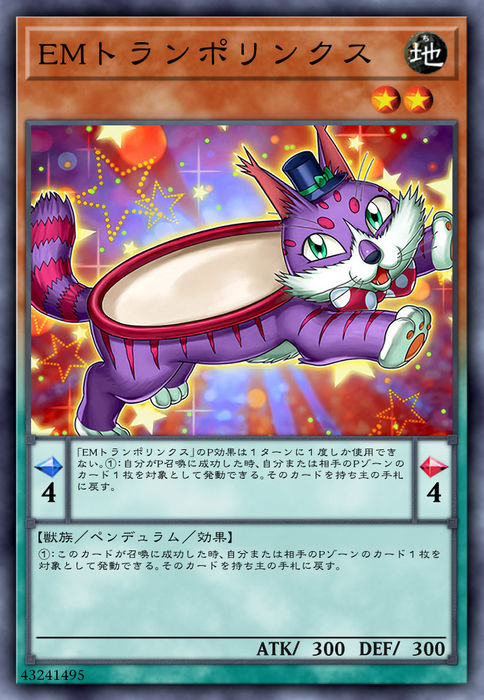 EMトランポリンクス
ち
地
「EMトランポリンクス」のP効果は1ターンに1度しか使用でき
ない。①:自分がP召喚に成功した時、自分または相手のPゾーンの
カード1枚を対象として発動できる。そのカードを持ち主の手札
に戻す。
4
4
【獣族／ペンデュラム／効果】
①:このカードが召喚に成功した時、自分または相手のPゾーンのカード1枚を
対象として発動できる。そのカードを持ち主の手札に戻す。
ATK/ 300 DEF/ 300
43241495